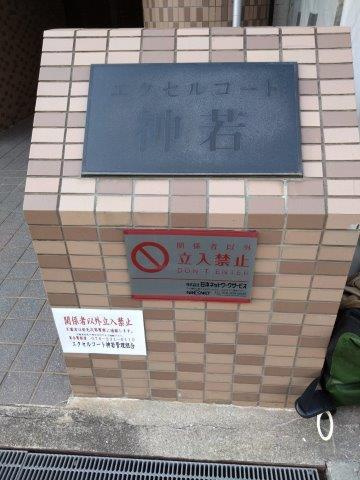 エクセルコート
神若
関係者以外
立入禁止
DON'T ENTER
株式会社 日本ネットワークサービス
関係者以外立入禁止
エクセルコート神若管理組合